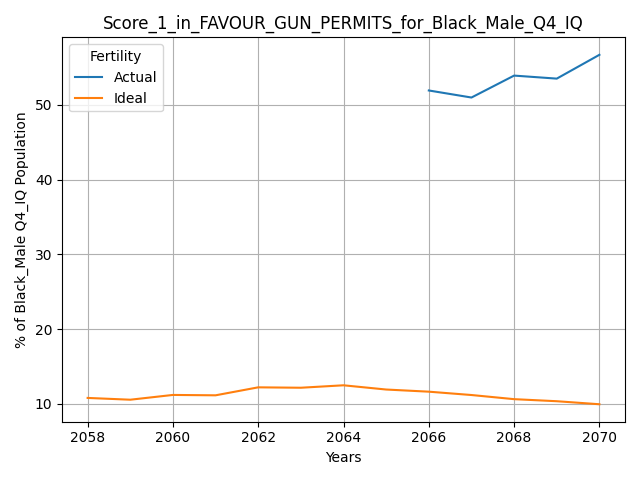 Score_1_in_FAVOUR_GUN_PERMITS_for_Black_Male_Q4_IQ
Fertility
Actual
Ideal
% of Black_Male Q4_IQ Population
50
40
30
20
10
2058 2060 2062 2064 2066 2068 2070
Years